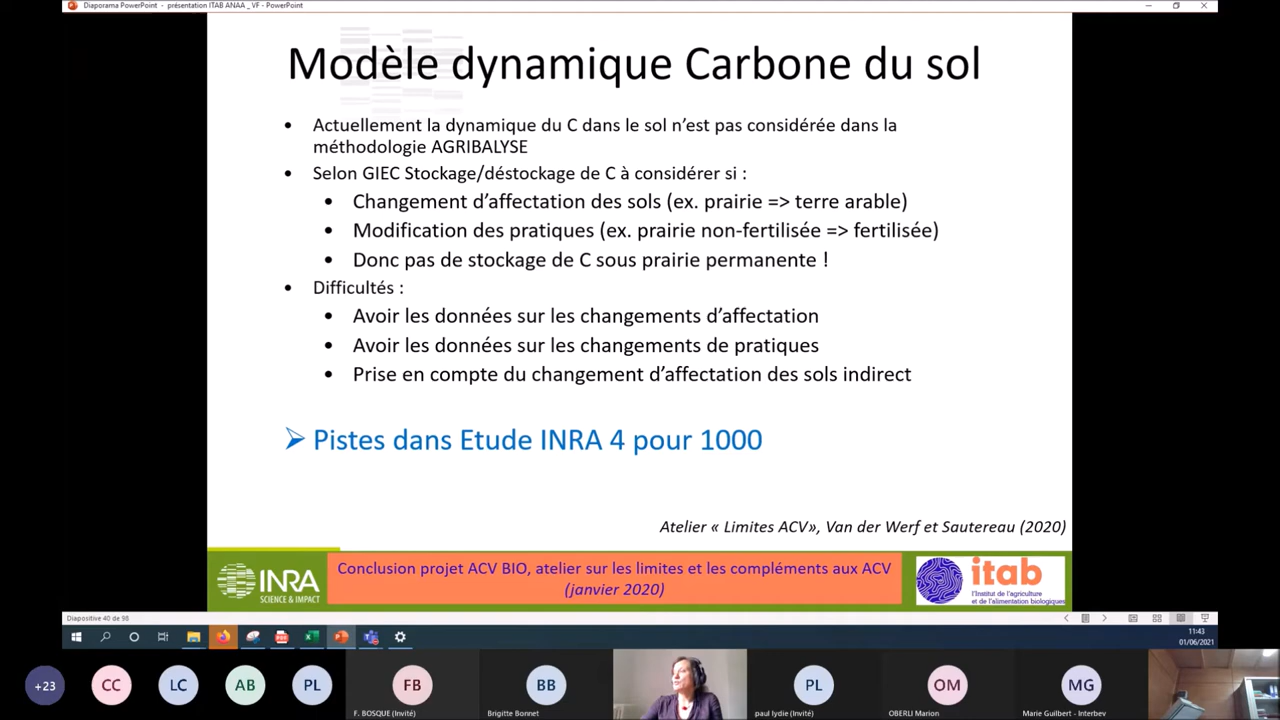 Diaporama PowerPoint - présentation ITAB ANAA _ VF - PowerPoint
Modèle dynamique Carbone du sol
• Actuellement la dynamique du C dans le sol n’est pas considérée dans la
méthodologie AGRIBALYSE
• Selon GIEC Stockage/déstockage de C à considérer si :
• Changement d’affectation des sols (ex. prairie => terre arable)
• Modification des pratiques (ex. prairie non-fertilisée => fertilisée)
• Donc pas de stockage de C sous prairie permanente !
• Difficultés :
• Avoir les données sur les changements d’affectation
• Avoir les données sur les changements de pratiques
• Prise en compte du changement d’affectation des sols indirect
➢ Pistes dans Etude INRA 4 pour 1000
Atelier « Limites ACV», Van der Werf et Sautereau (2020)
INRA
SCIENCE & IMPACT
Conclusion projet ACV BIO, atelier sur les limites et les compléments aux ACV
(janvier 2020)
itab
l’Institut de l’agriculture
et de l’alimentation biologiques
Diapositive 40 de 98
11:43
01/06/2021
+23
CC
LC
AB
PL
FB
F. BOSQUE (Invité)
BB
Brigitte Bonnet
PL
paul lydie (Invité)
OM
OBERLI Marion
MG
Marie Guilbert - Interbev